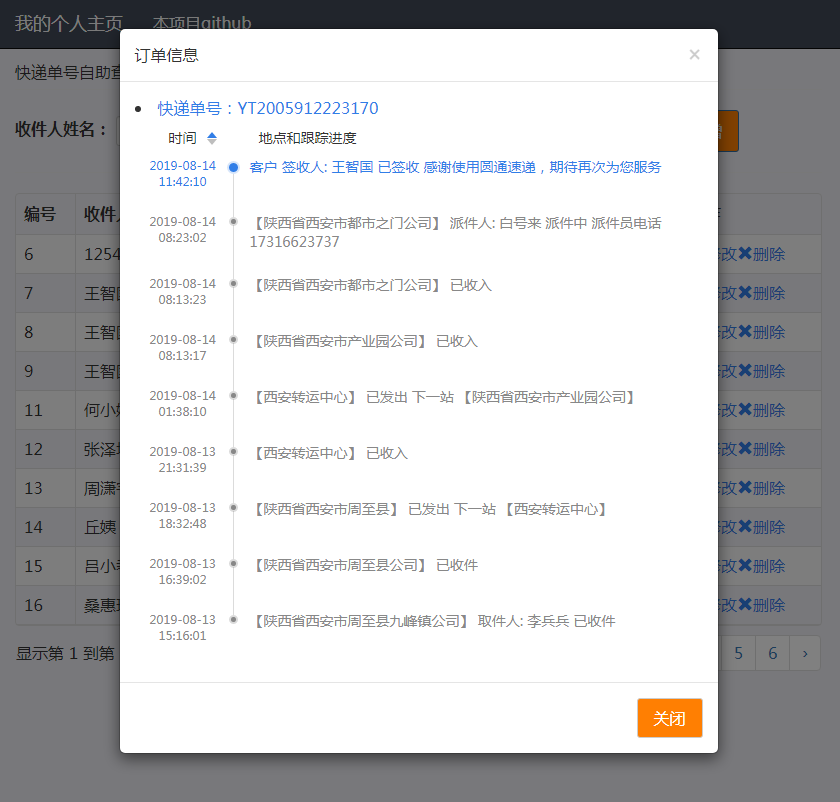 我的个人主页 本项目github
订单信息 ×
快递单号自助查
快递单号：YT2005912223170
收件人姓名：
时间 地点和跟踪进度
2019-08-14
11:42:10
客户 签收人: 王智国 已签收 感谢使用圆通速递，期待再次为您服务
2019-08-14
08:23:02
【陕西省西安市都市之门公司】 派件人: 白号来 派件中 派件员电话
17316623737
2019-08-14
08:13:23
【陕西省西安市都市之门公司】 已收入
2019-08-14
08:13:17
【陕西省西安市产业园公司】 已收入
2019-08-14
01:38:10
【西安转运中心】 已发出 下一站 【陕西省西安市产业园公司】
2019-08-13
21:31:39
【西安转运中心】 已收入
2019-08-13
18:32:48
【陕西省西安市周至县】 已发出 下一站 【西安转运中心】
2019-08-13
16:39:02
【陕西省西安市周至县公司】 已收件
2019-08-13
15:16:01
【陕西省西安市周至县九峰镇公司】 取件人: 李兵兵 已收件
关闭
编号 收件
6 1254 改✖删除
7 王智国 改✖删除
8 王智国 改✖删除
9 王智国 改✖删除
11 何小 改✖删除
12 张泽 改✖删除
13 周潇 改✖删除
14 丘姨 改✖删除
15 吕小 改✖删除
16 桑惠 改✖删除
显示第 1 到第 5 6 ›